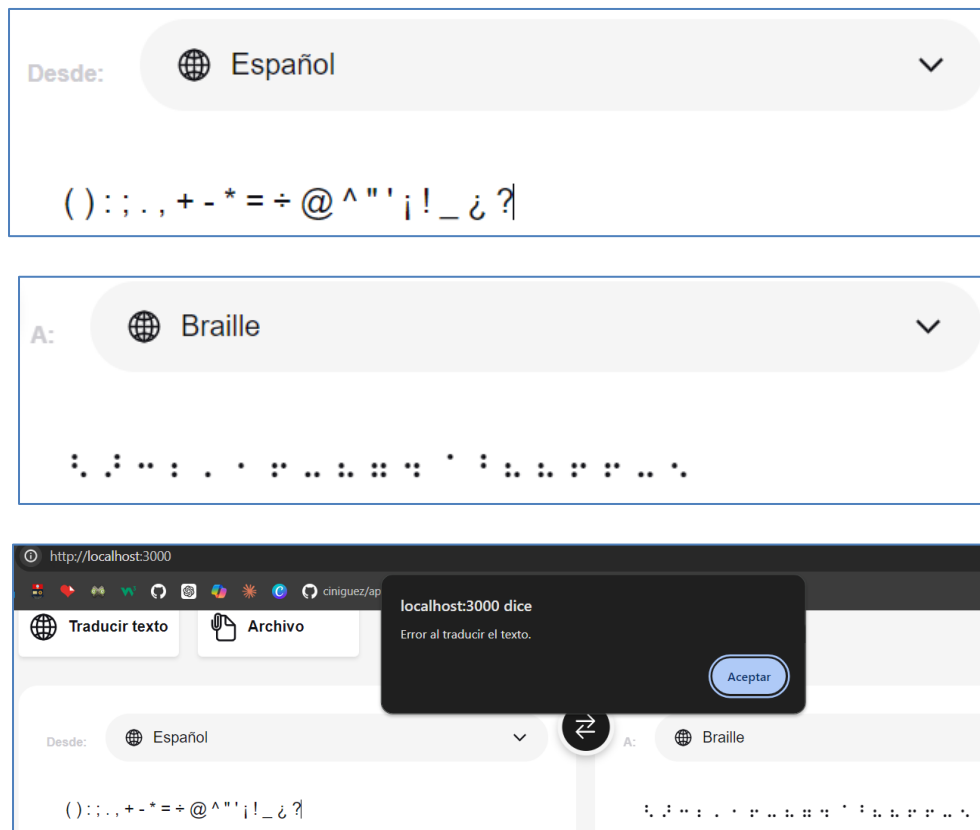 Desde:
Español
( ) : ; . , + - * = ÷ @ ^ " ' ¡ ! _ ¿ ?
A:
Braille
http://localhost:3000
ciniguez/ap
localhost:3000 dice
Error al traducir el texto.
Aceptar
Traducir texto
Archivo
Desde:
Español
A:
Braille
( ) : ; . , + - * = ÷ @ ^ " ' ¡ ! _ ¿ ?